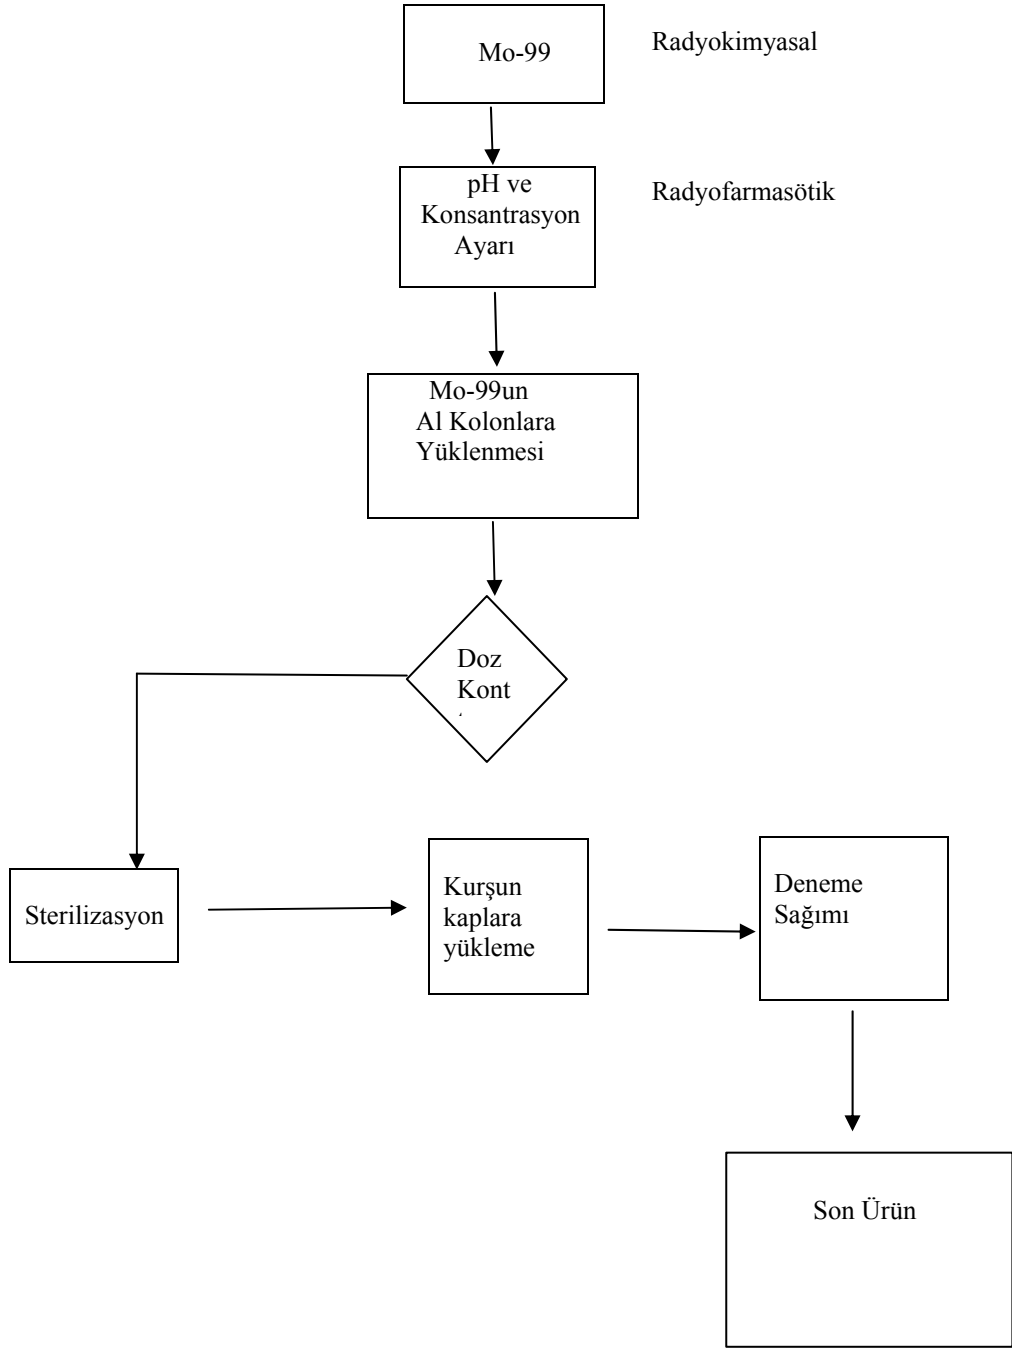 Mo-99
Radyokimyasal
pH ve
Konsantrasyon
Ayarı
Radyofarmasötik
Mo-99un
Al Kolonlara
Yüklenmesi
Doz
Kont
Sterilizasyon
Kurşun
kaplara
yükleme
Deneme
Sağımı
Son Ürün